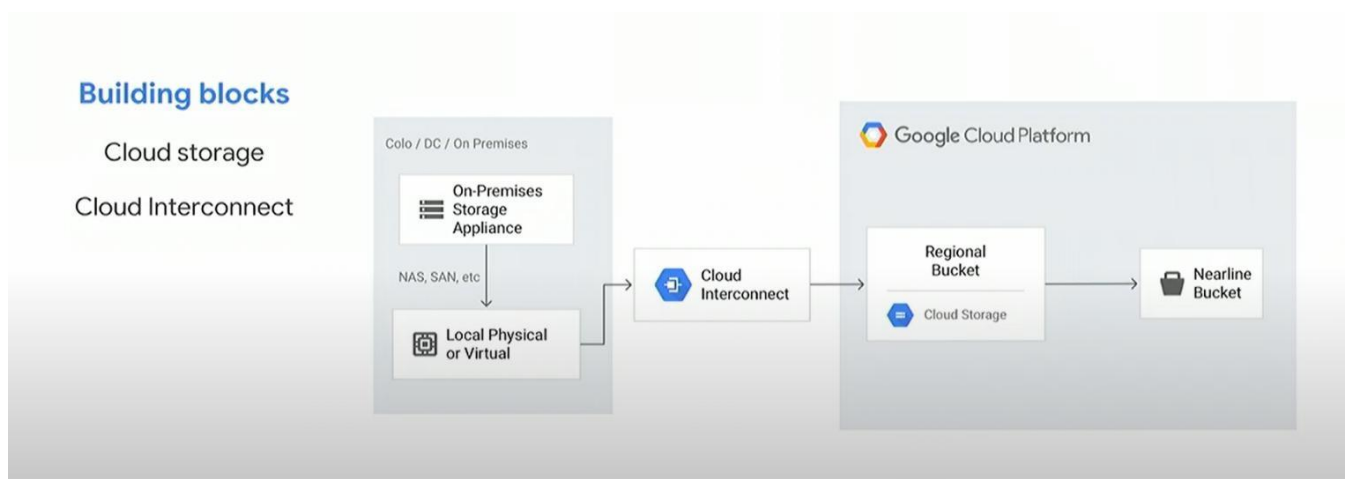 Building blocks
Cloud storage
Cloud Interconnect
Colo / DC / On Premises
On-Premises
Storage
Appliance
NAS, SAN, etc
Local Physical
or Virtual
Cloud
Interconnect
Google Cloud Platform
Regional
Bucket
Cloud Storage
Nearline
Bucket